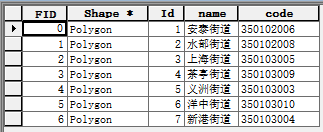 FID Shape * Id name code
0 Polygon 1 安泰街道 350102006
1 Polygon 2 水部街道 350102008
2 Polygon 3 上海街道 350103005
3 Polygon 4 茶亭街道 350103009
4 Polygon 5 义洲街道 350103003
5 Polygon 6 洋中街道 350103010
6 Polygon 7 新港街道 350103004